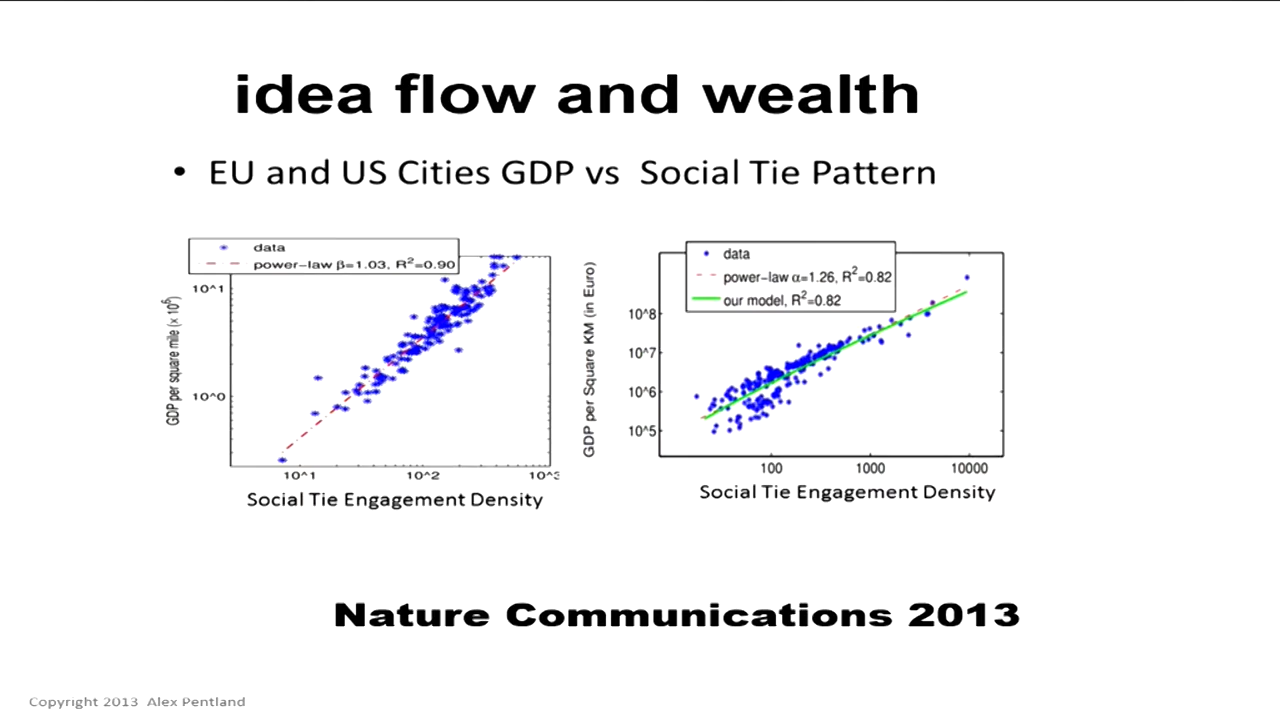 idea flow and wealth
• EU and US Cities GDP vs Social Tie Pattern
data
power-law β=1.03, R²=0.90
GDP per square mile (x 10⁶)
10^1
10^0
10^1 10^2 10^3
Social Tie Engagement Density
data
power-law α=1.26, R²=0.82
our model, R²=0.82
GDP per Square KM (in Euro)
10^8
10^7
10^6
10^5
100 1000 10000
Social Tie Engagement Density
Nature Communications 2013
Copyright 2013 Alex Pentland